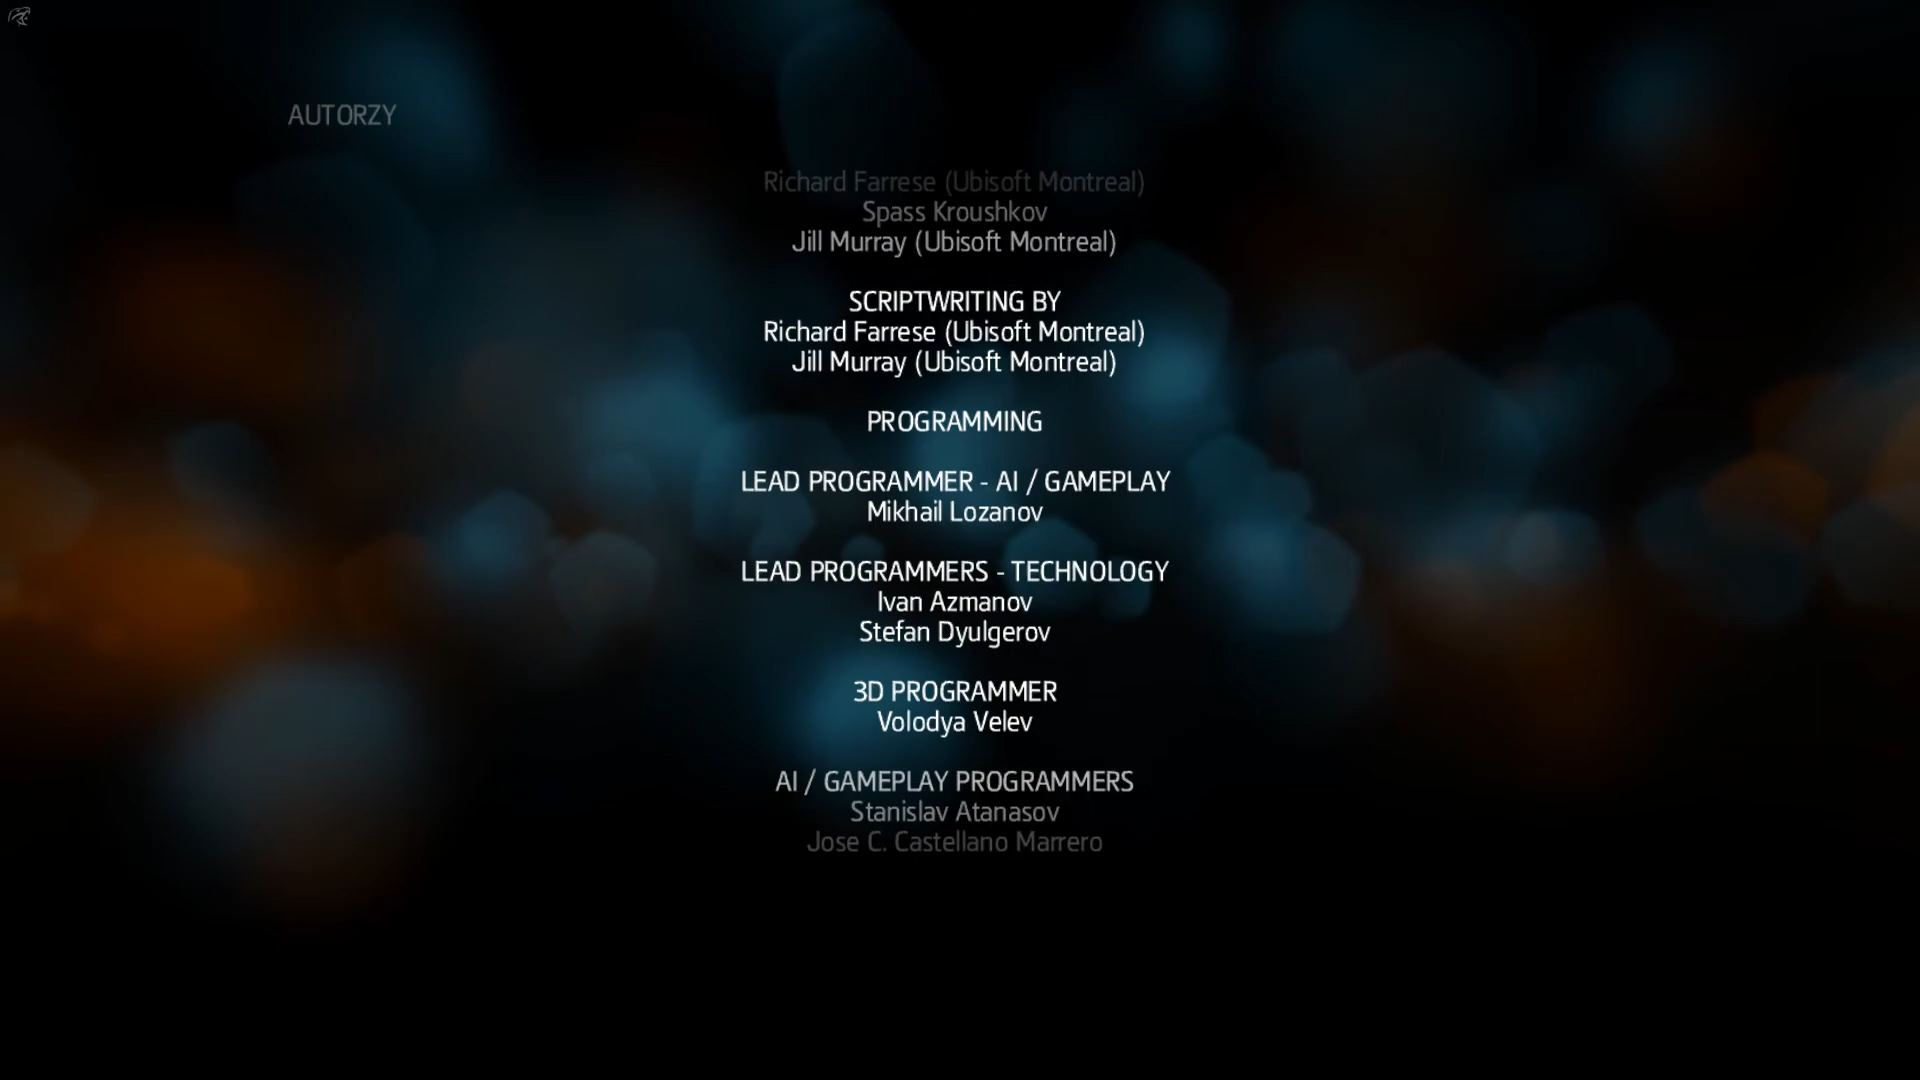 AUTORZY
Richard Farrese (Ubisoft Montreal)
Spass Kroushkov
Jill Murray (Ubisoft Montreal)
SCRIPTWRITING BY
Richard Farrese (Ubisoft Montreal)
Jill Murray (Ubisoft Montreal)
PROGRAMMING
LEAD PROGRAMMER - AI / GAMEPLAY
Mikhail Lozanov
LEAD PROGRAMMERS - TECHNOLOGY
Ivan Azmanov
Stefan Dyulgerov
3D PROGRAMMER
Volodya Velev
AI / GAMEPLAY PROGRAMMERS
Stanislav Atanasov
Jose C. Castellano Marrero